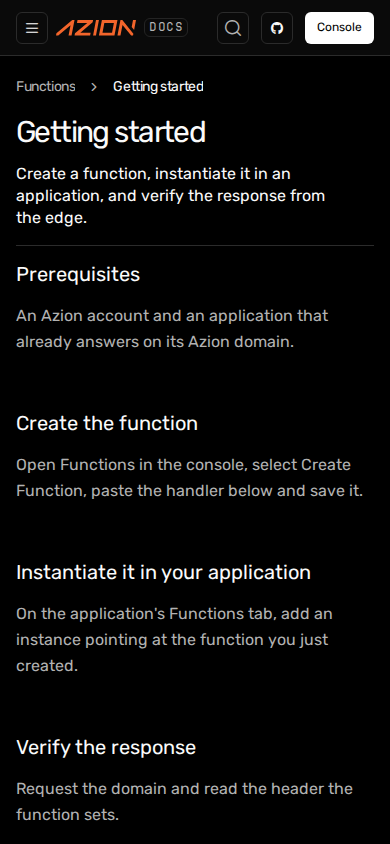 AZION DOCS Console
Functions > Getting started
Getting started
Create a function, instantiate it in an
application, and verify the response from
the edge.
Prerequisites
An Azion account and an application that
already answers on its Azion domain.
Create the function
Open Functions in the console, select Create
Function, paste the handler below and save it.
Instantiate it in your application
On the application's Functions tab, add an
instance pointing at the function you just
created.
Verify the response
Request the domain and read the header the
function sets.